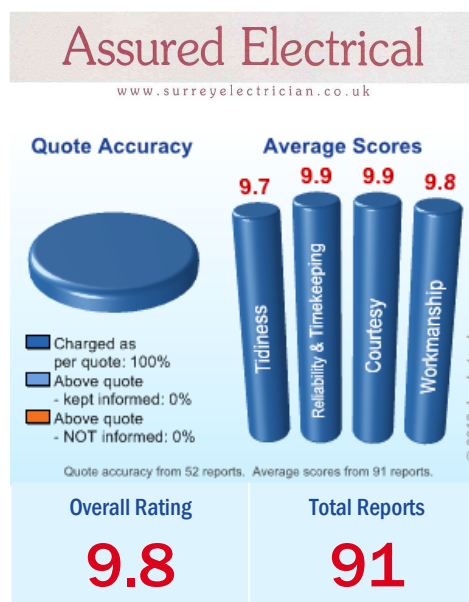 Assured Electrical
www.surreyelectrician.co.uk
Quote Accuracy
Average Scores
9.7
9.9
9.9
9.8
Tidiness
Reliability & Timekeeping
Courtesy
Workmanship
Charged as
per quote: 100%
Above quote
- kept informed: 0%
Above quote
- NOT informed: 0%
Quote accuracy from 52 reports. Average scores from 91 reports.
Overall Rating
Total Reports
9.8
91